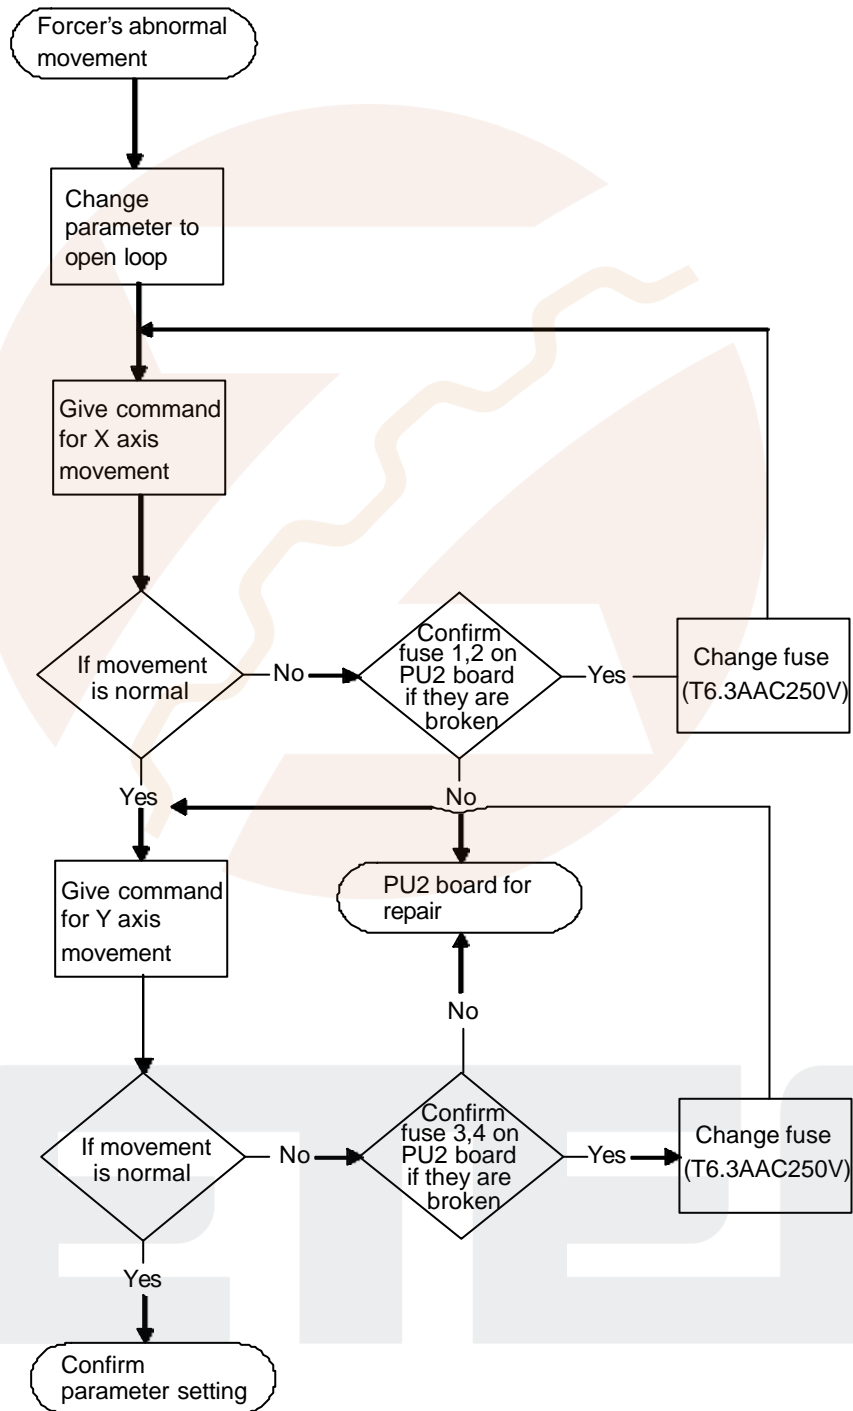 Forcer's abnormal
movement
Change
parameter to
open loop
Give command
for X axis
movement
If movement
is normal
No
Confirm
fuse 1,2 on
PU2 board
if they are
broken
Yes
Change fuse
(T6.3AAC250V)
Yes
No
Give command
for Y axis
movement
PU2 board for
repair
No
If movement
is normal
No
Confirm
fuse 3,4 on
PU2 board
if they are
broken
Yes
Change fuse
(T6.3AAC250V)
Yes
Confirm
parameter setting